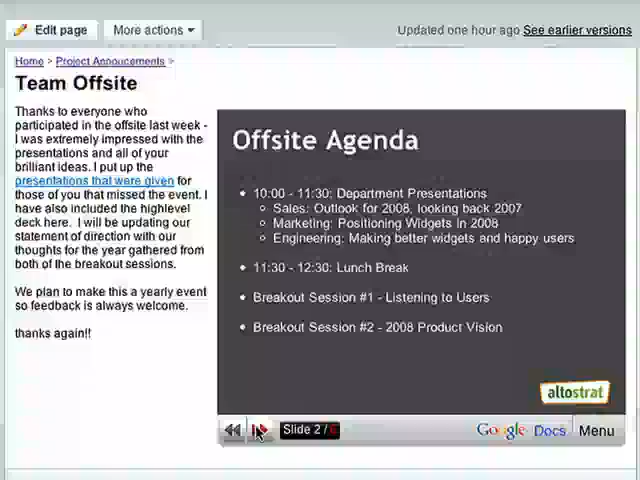 Edit page
More actions
Updated one hour ago See earlier versions
Home > Project Annoucements >
Team Offsite
Thanks to everyone who
participated in the offsite last week -
I was extremely impressed with the
presentations and all of your
brilliant ideas. I put up the
presentations that were given for
those of you that missed the event. I
have also included the highlevel
deck here. I will be updating our
statement of direction with our
thoughts for the year gathered from
both of the breakout sessions.
We plan to make this a yearly event
so feedback is always welcome.
thanks again!!
Offsite Agenda
10:00 - 11:30: Department Presentations
Sales: Outlook for 2008, looking back 2007
Marketing: Positioning Widgets in 2008
Engineering: Making better widgets and happy users
11:30 - 12:30: Lunch Break
Breakout Session #1 - Listening to Users
Breakout Session #2 - 2008 Product Vision
altostrat
Slide 2 /
Google Docs
Menu